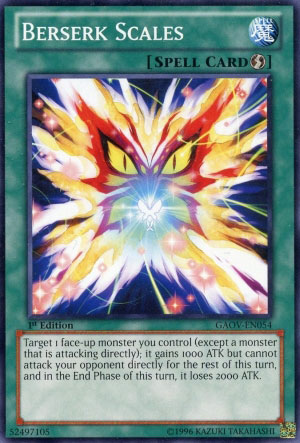 BERSERK SCALES
魔
[SPELL CARD]
1st Edition
GAOV-EN054
Target 1 face-up monster you control (except a monster
that is attacking directly); it gains 1000 ATK but cannot
attack your opponent directly for the rest of this turn,
and in the End Phase of this turn, it loses 2000 ATK.
52497105
©1996 KAZUKI TAKAHASHI